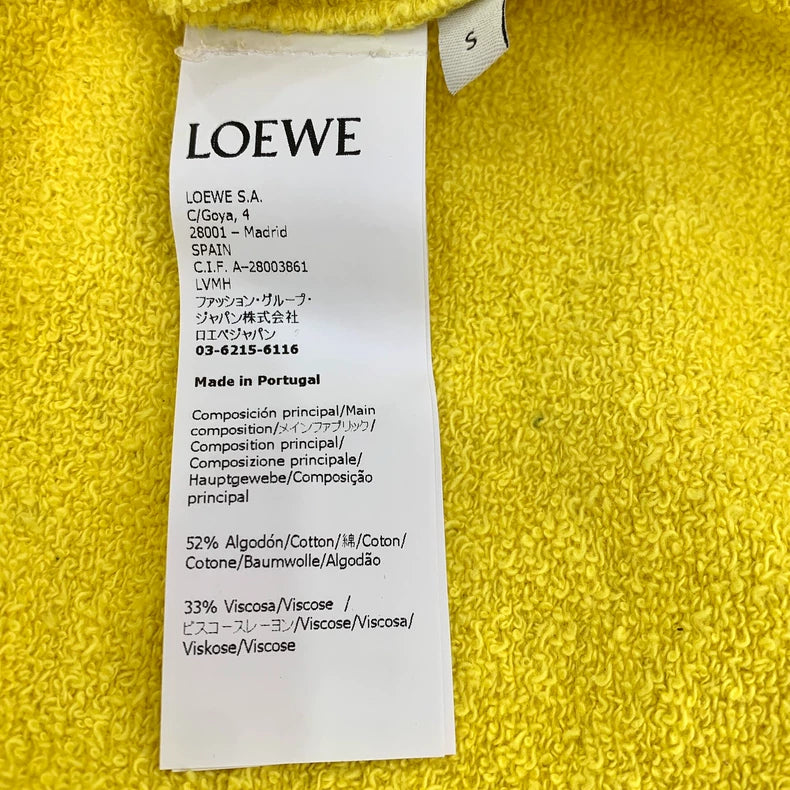 S
LOEWE
LOEWE S.A.
C/Goya, 4
28001 – Madrid
SPAIN
C.I.F. A–28003861
LVMH
ファッション・グループ・
ジャパン株式会社
ロエベジャパン
03-6215-6116
Made in Portugal
Composición principal/Main
composition/メインファブリック/
Composition principal/
Composizione principale/
Hauptgewebe/Composição
principal
52% Algodón/Cotton/綿/Coton/
Cotone/Baumwolle/Algodão
33% Viscosa/Viscose /
ビスコースレーヨン/Viscose/Viscosa/
Viskose/Viscose